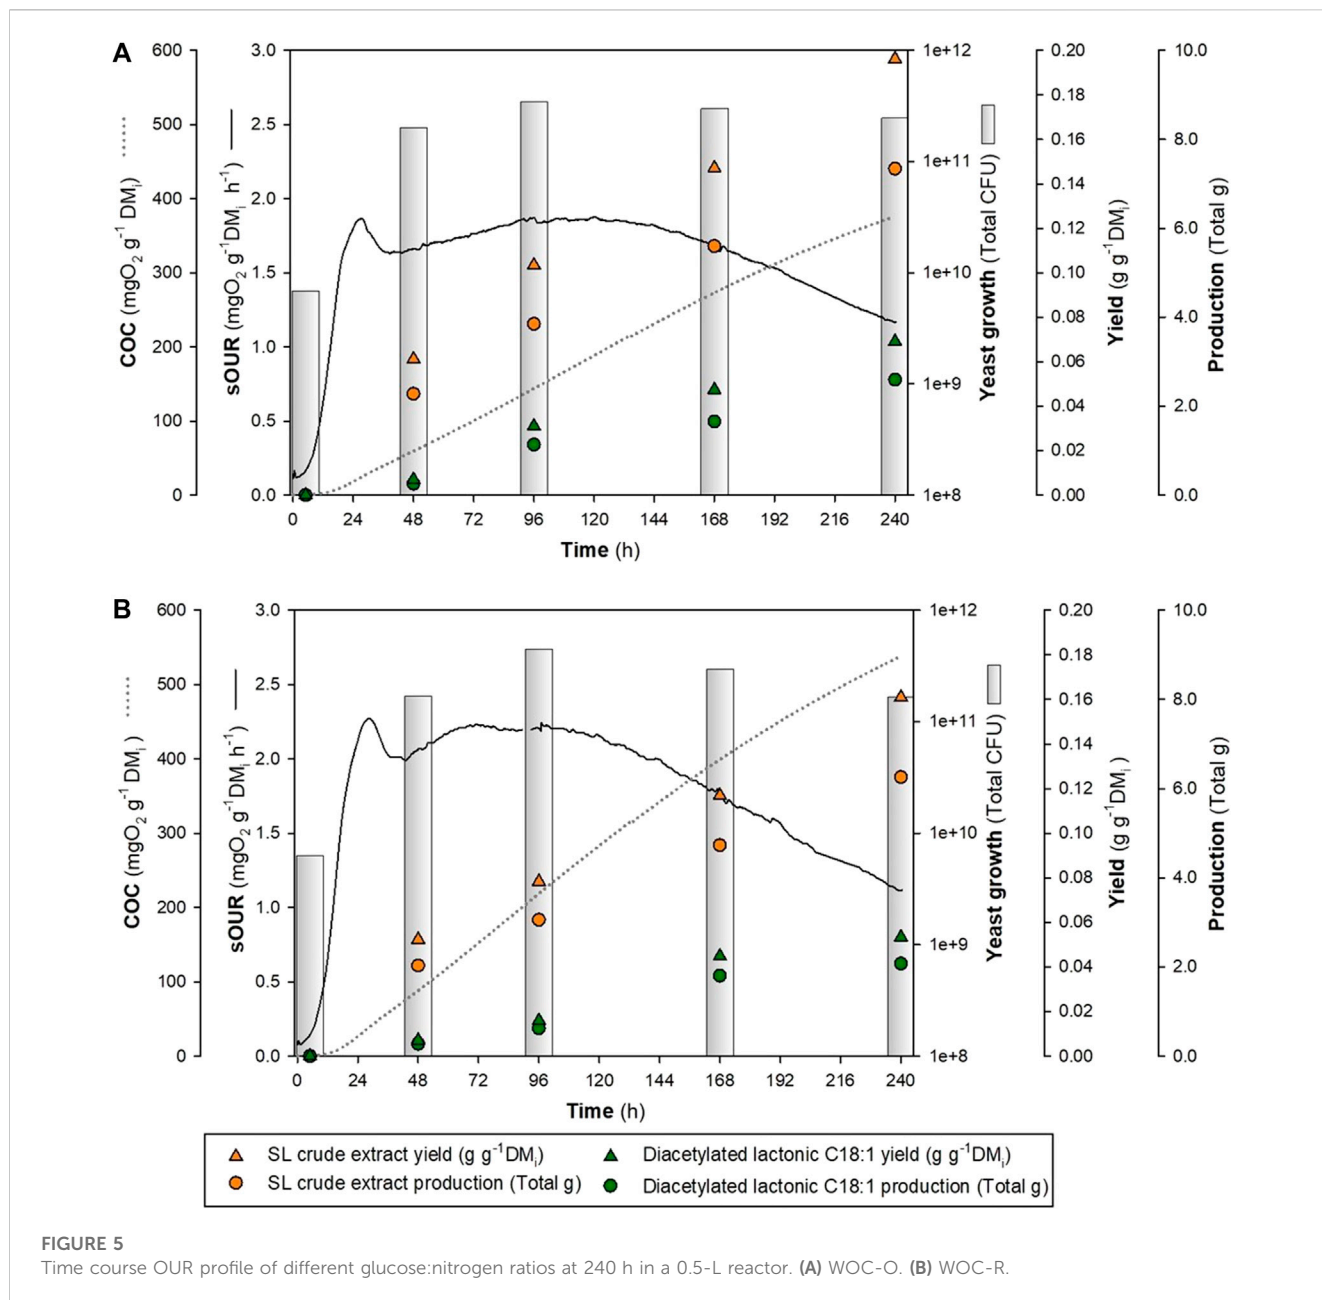 A
COC (mgO2 g-1 DMi)
600
500
400
300
200
100
0
sOUR (mgO2 g-1DMi h-1)
3.0
2.5
2.0
1.5
1.0
0.5
0.0
1e+12
1e+11
1e+10
1e+9
1e+8
Yeast growth (Total CFU)
0.20
0.18
0.16
0.14
0.12
0.10
0.08
0.06
0.04
0.02
0.00
Yield (g g-1DMi)
10.0
8.0
6.0
4.0
2.0
0.0
Production (Total g)
0 24 48 72 96 120 144 168 192 216 240
Time (h)
B
COC (mgO2 g-1 DMi )
600
500
400
300
200
100
0
sOUR (mgO2 g-1DMi h-1)
3.0
2.5
2.0
1.5
1.0
0.5
0.0
1e+12
1e+11
1e+10
1e+9
1e+8
Yeast growth (Total CFU)
0.20
0.18
0.16
0.14
0.12
0.10
0.08
0.06
0.04
0.02
0.00
Yield (g g-1DMi )
10.0
8.0
6.0
4.0
2.0
0.0
Production (Total g)
0 24 48 72 96 120 144 168 192 216 240
Time (h)
SL crude extract yield (g g-1DMi)
SL crude extract production (Total g)
Diacetylated lactonic C18:1 yield (g g-1DMi)
Diacetylated lactonic C18:1 production (Total g)
FIGURE 5
Time course OUR profile of different glucose:nitrogen ratios at 240 h in a 0.5-L reactor. (A) WOC-O. (B) WOC-R.